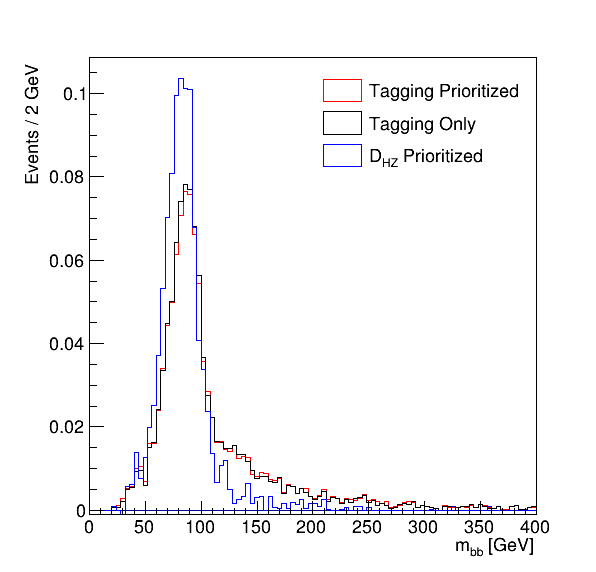 Events / 2 GeV
0.1
0.08
0.06
0.04
0.02
0
Tagging Prioritized
Tagging Only
D_HZ Prioritized
0 50 100 150 200 250 300 350 400
m_bb [GeV]